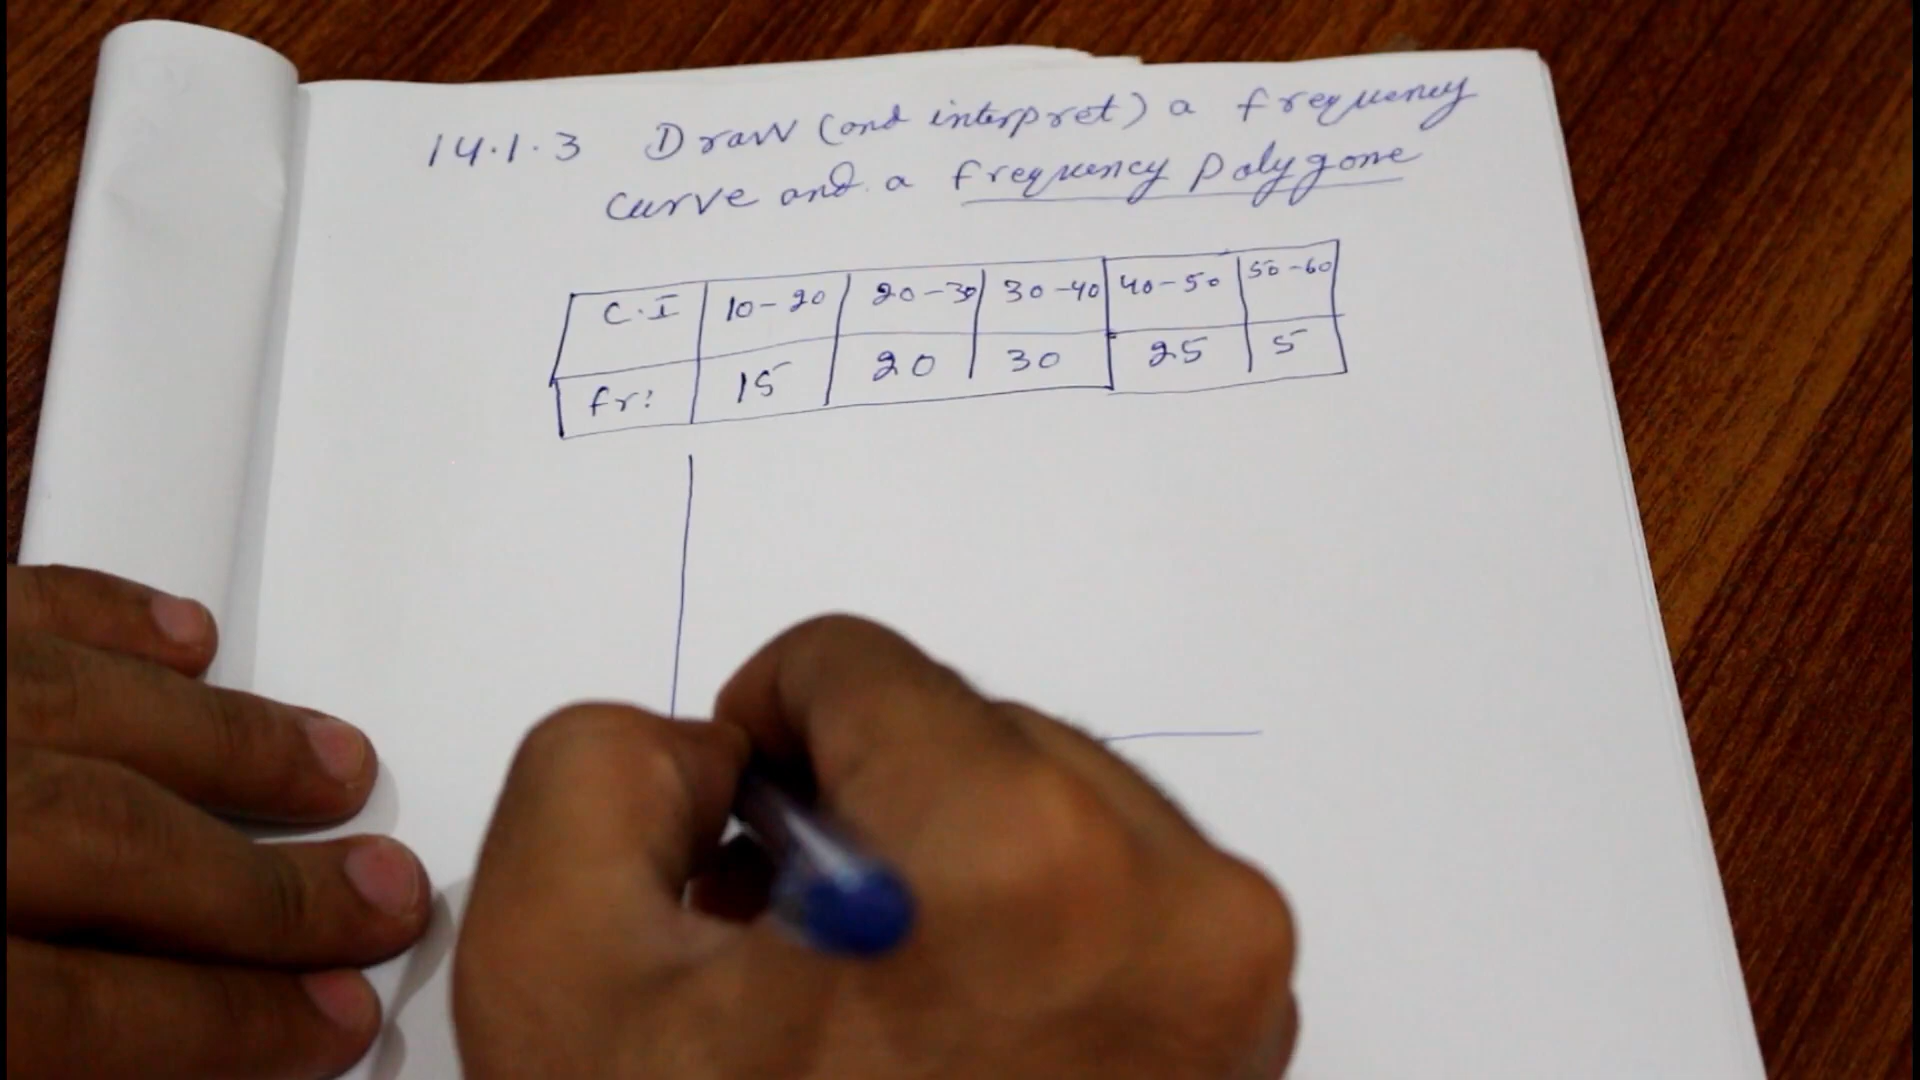 14.1.3 Draw (and interpret) a frequency
curve and a frequency polygone
C.I 10-20 20-30 30-40 40-50 50-60
fr: 15 20 30 25 5